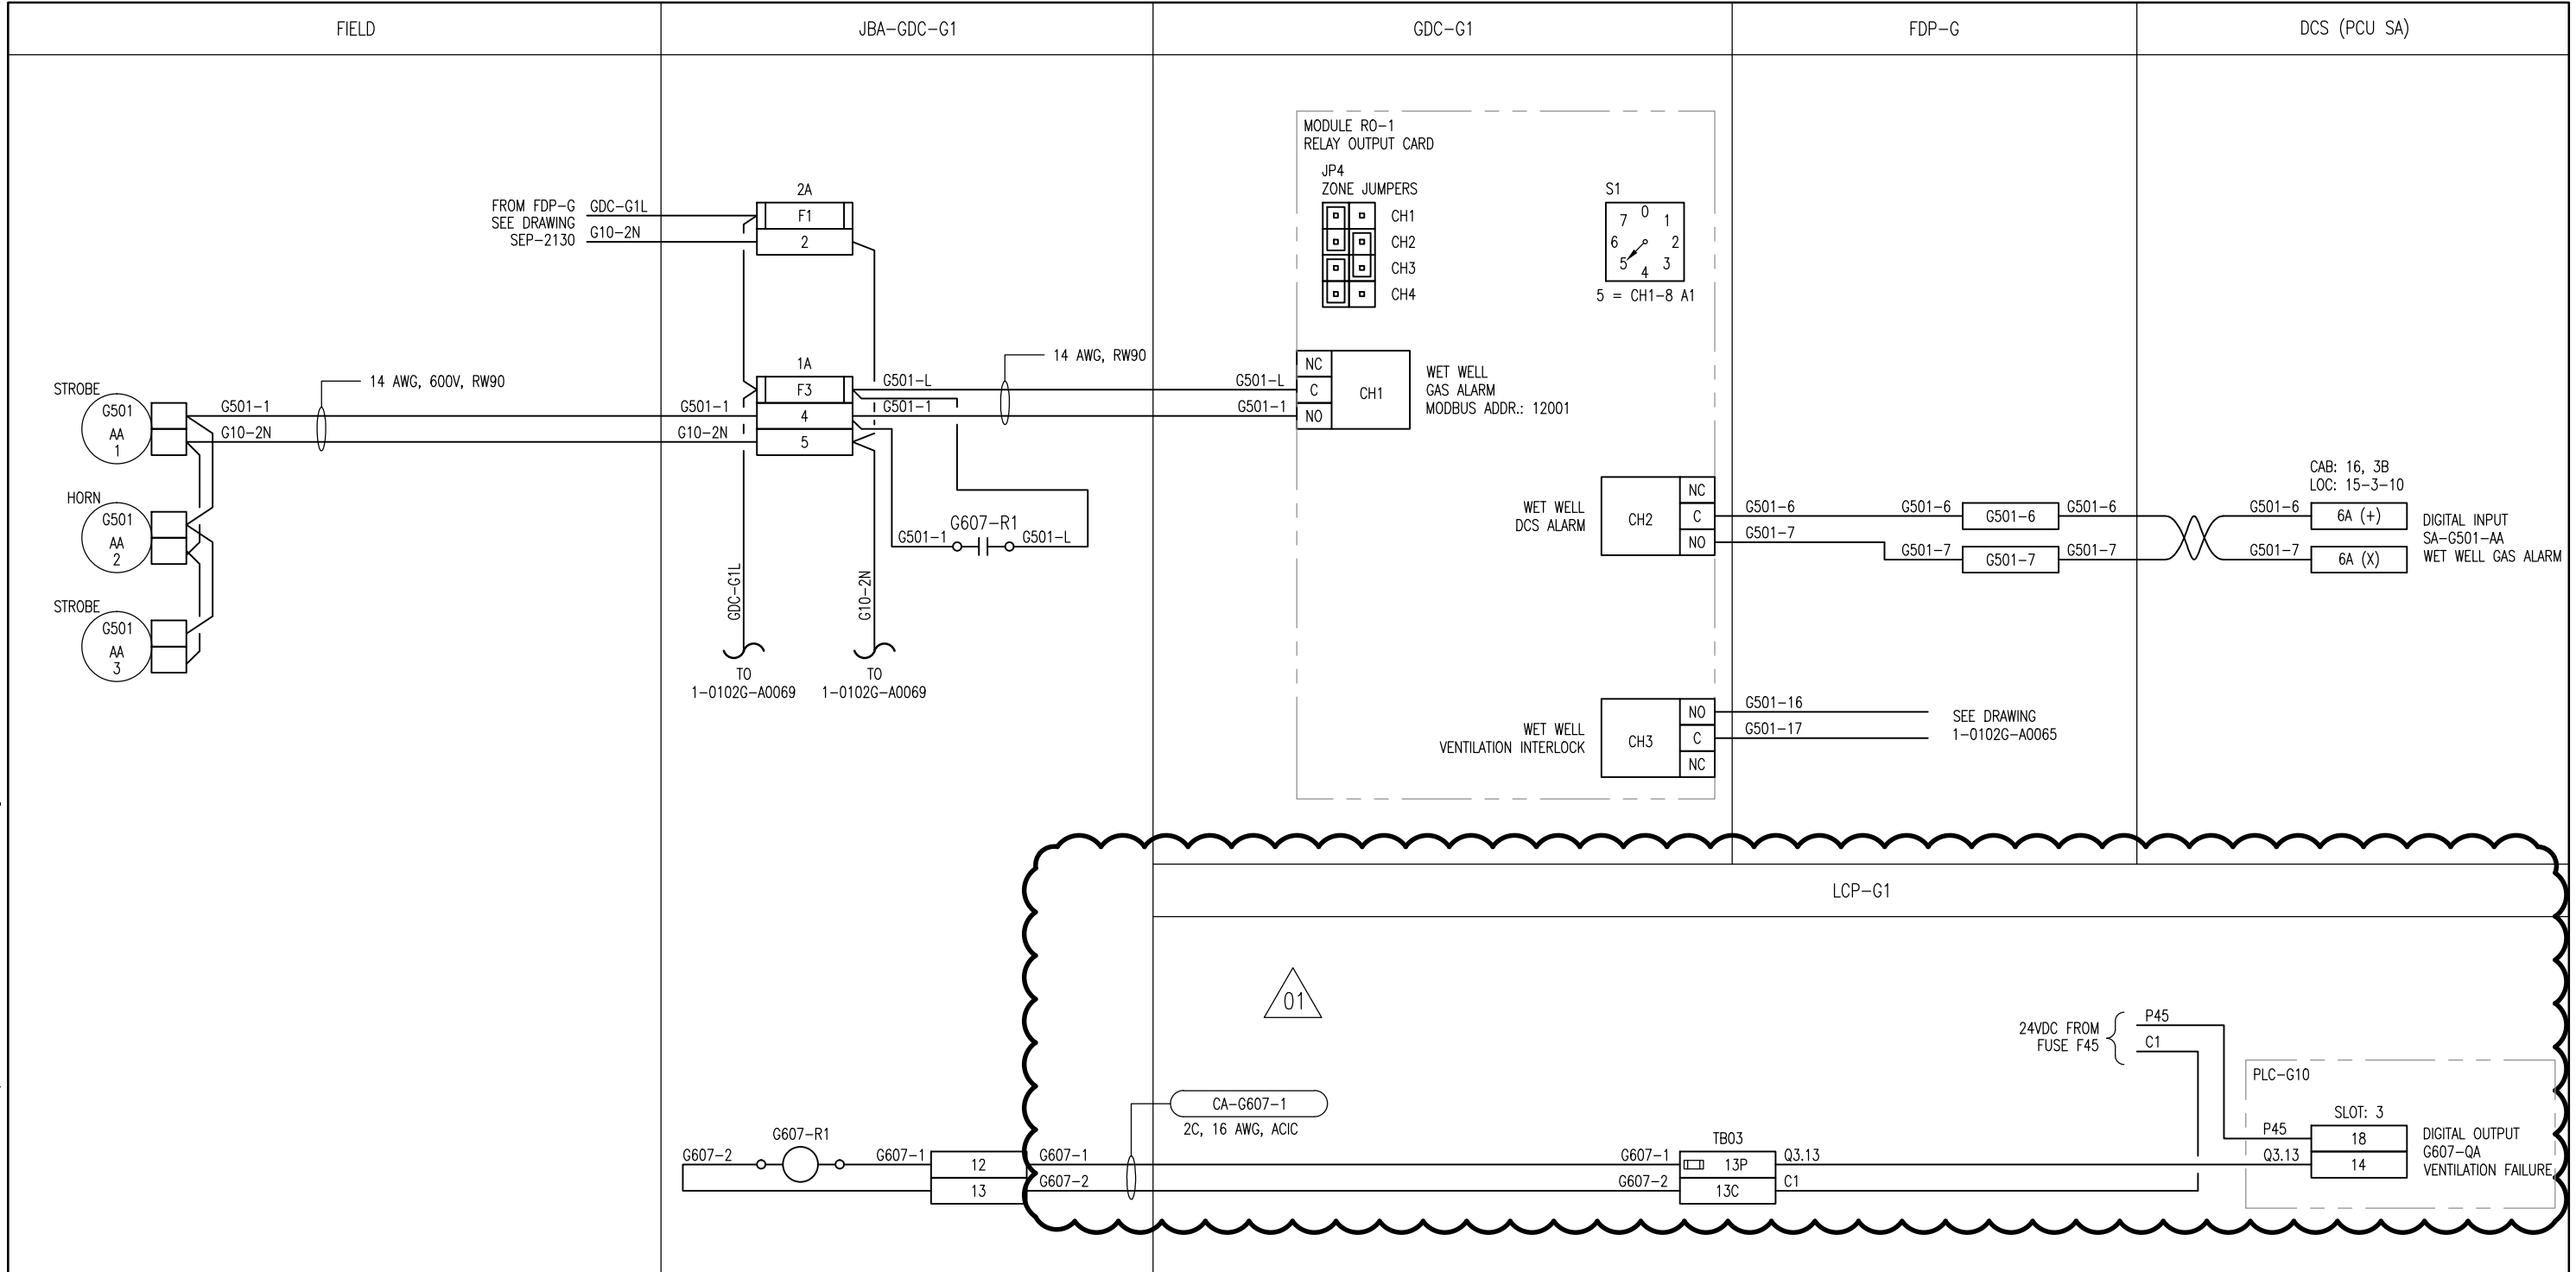 FIELD
JBA-GDC-G1
GDC-G1
FDP-G
DCS (PCU SA)
MODULE RO-1
RELAY OUTPUT CARD
JP4
ZONE JUMPERS
CH1
CH2
CH3
CH4
S1
0
1
2
3
4
5
6
7
5 = CH1-8 A1
FROM FDP-G
SEE DRAWING
SEP-2130
GDC-G1L
G10-2N
2A
F1
2
1A
F3
4
5
G501-L
G501-1
14 AWG, RW90
G501-L
G501-1
NC
C
NO
CH1
WET WELL
GAS ALARM
MODBUS ADDR.: 12001
STROBE
G501
AA
1
G501-1
G10-2N
14 AWG, 600V, RW90
G501-1
G10-2N
HORN
G501
AA
2
STROBE
G501
AA
3
G607-R1
G501-1
G501-L
GDC-G1L
G10-2N
TO
1-0102G-A0069
TO
1-0102G-A0069
WET WELL
DCS ALARM
CH2
NC
C
NO
G501-6
G501-7
G501-6
G501-7
G501-6
G501-7
G501-6
G501-7
G501-6
G501-7
CAB: 16, 3B
LOC: 15-3-10
6A (+)
6A (X)
DIGITAL INPUT
SA-G501-AA
WET WELL GAS ALARM
WET WELL
VENTILATION INTERLOCK
CH3
NO
C
NC
G501-16
G501-17
SEE DRAWING
1-0102G-A0065
LCP-G1
01
24VDC FROM
FUSE F45
P45
C1
PLC-G10
SLOT: 3
P45
18
Q3.13
14
DIGITAL OUTPUT
G607-QA
VENTILATION FAILURE
CA-G607-1
2C, 16 AWG, ACIC
G607-R1
G607-2
G607-1
12
13
G607-1
G607-2
G607-1
G607-2
TB03
13P
13C
Q3.13
C1